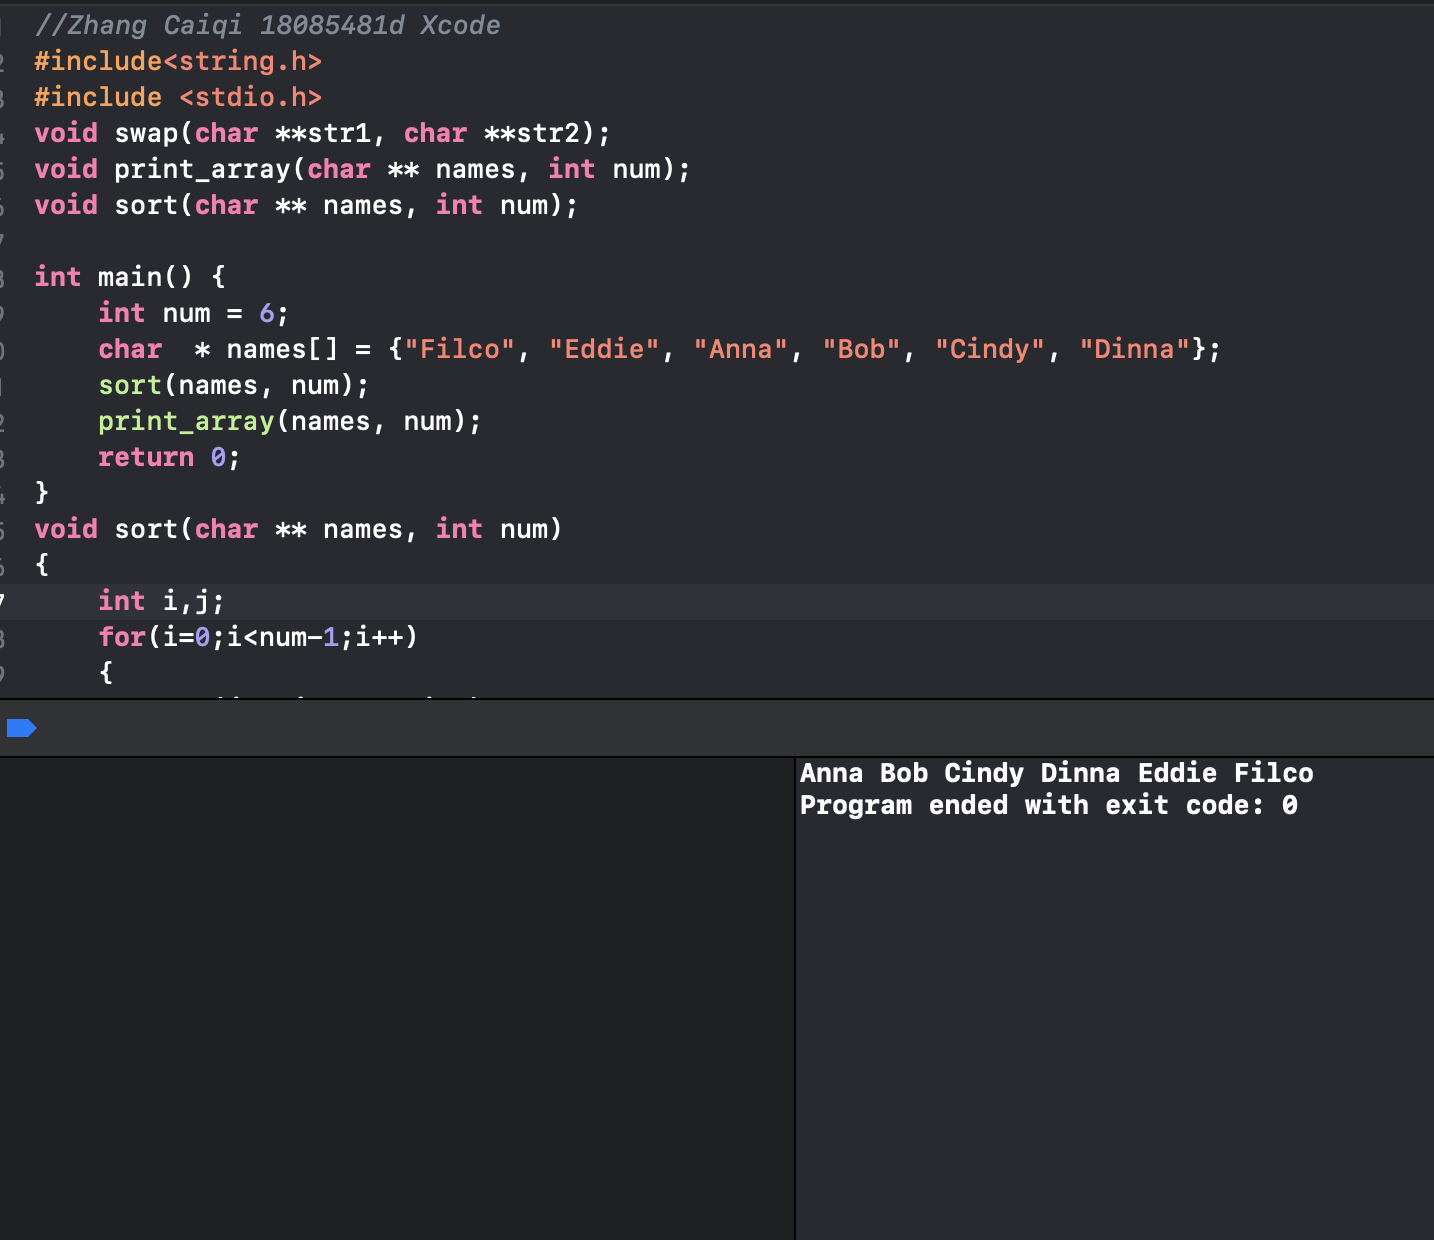 //Zhang Caiqi 18085481d Xcode
#include<string.h>
#include <stdio.h>
void swap(char **str1, char **str2);
void print_array(char ** names, int num);
void sort(char ** names, int num);
int main() {
    int num = 6;
    char  * names[] = {"Filco", "Eddie", "Anna", "Bob", "Cindy", "Dinna"};
    sort(names, num);
    print_array(names, num);
    return 0;
}
void sort(char ** names, int num)
{
    int i,j;
    for(i=0;i<num-1;i++)
    {
Anna Bob Cindy Dinna Eddie Filco
Program ended with exit code: 0